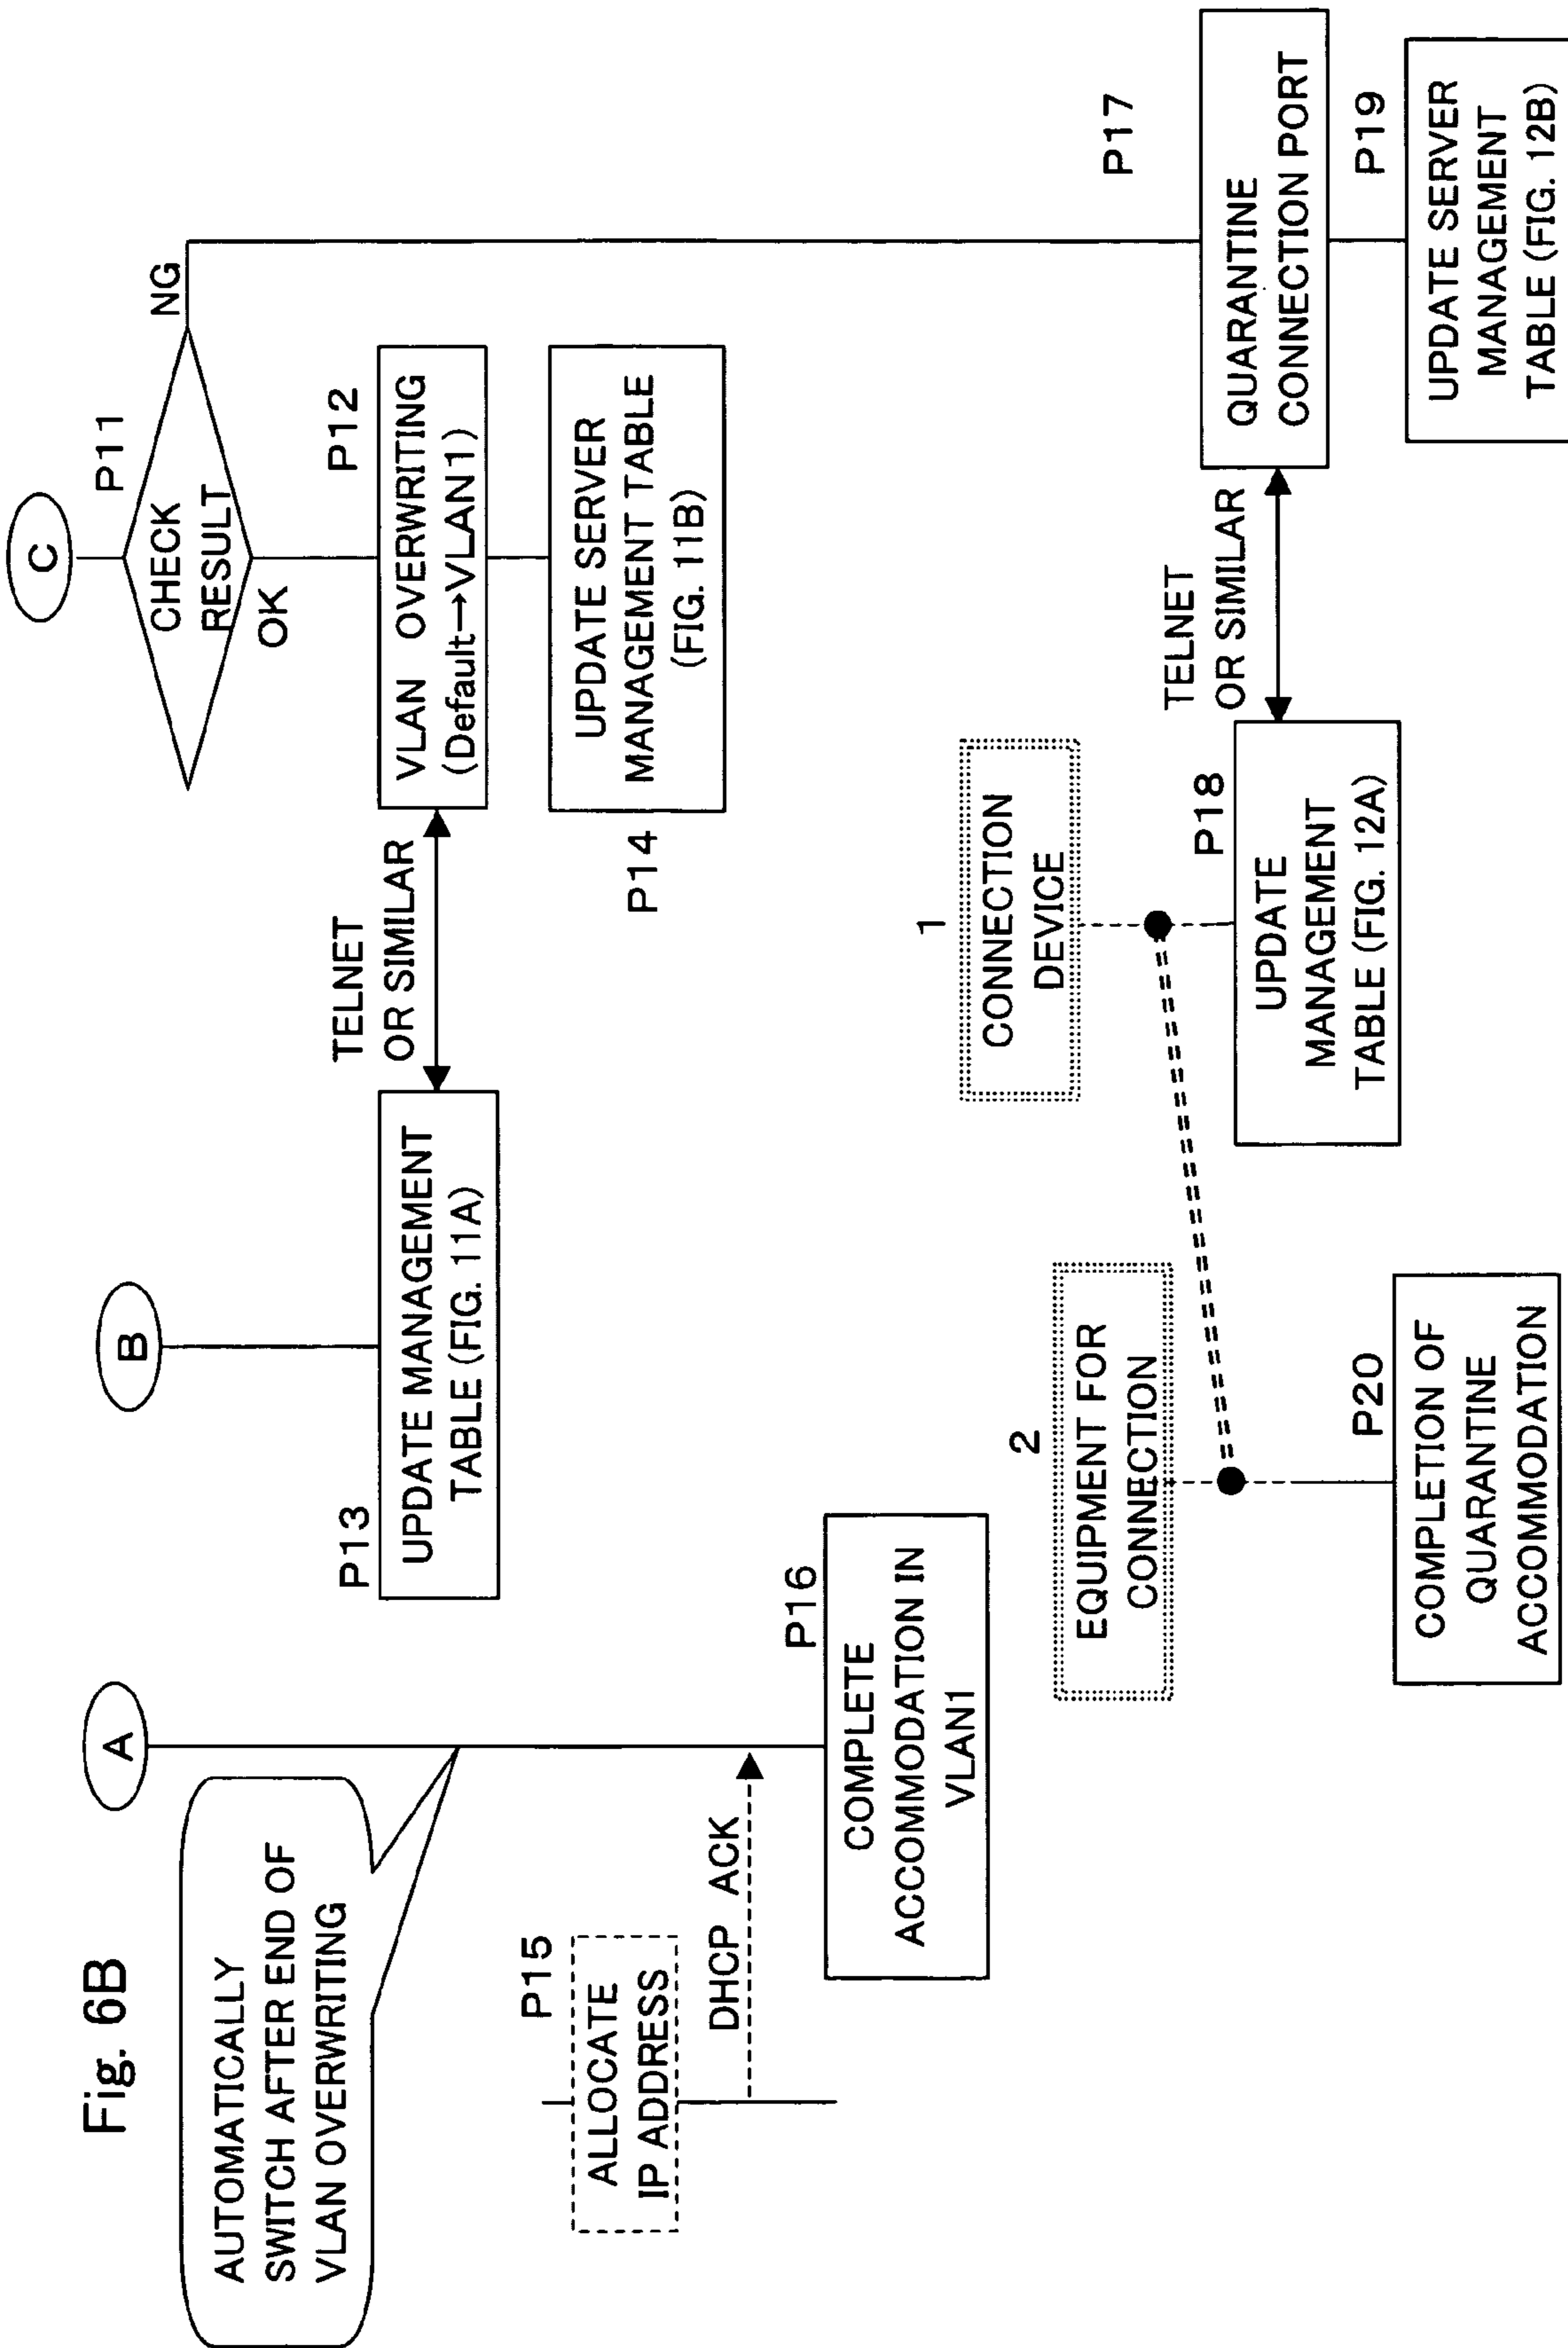 Fig. 6B
AUTOMATICALLY
SWITCH AFTER END OF
VLAN OVERWRITING
A
B
C
P11
CHECK
RESULT
NG
OK
P12
VLAN OVERWRITING
(Default→VLAN1)
TELNET
OR SIMILAR
P13
UPDATE MANAGEMENT
TABLE (FIG. 11A)
P14
UPDATE SERVER
MANAGEMENT TABLE
(FIG. 11B)
P15
ALLOCATE
IP ADDRESS
DHCP ACK
P16
COMPLETE
ACCOMMODATION IN
VLAN1
2
EQUIPMENT FOR
CONNECTION
1
CONNECTION
DEVICE
P17
QUARANTINE
CONNECTION PORT
TELNET
OR SIMILAR
P18
UPDATE
MANAGEMENT
TABLE (FIG. 12A)
P19
UPDATE SERVER
MANAGEMENT
TABLE (FIG. 12B)
P20
COMPLETION OF
QUARANTINE
ACCOMMODATION